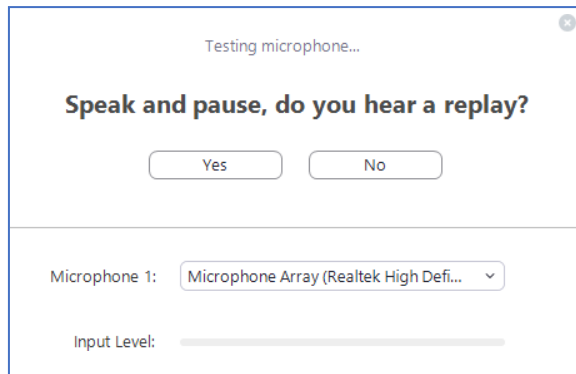 Testing microphone...
Speak and pause, do you hear a replay?
Yes No
Microphone 1: Microphone Array (Realtek High Defi...
Input Level: